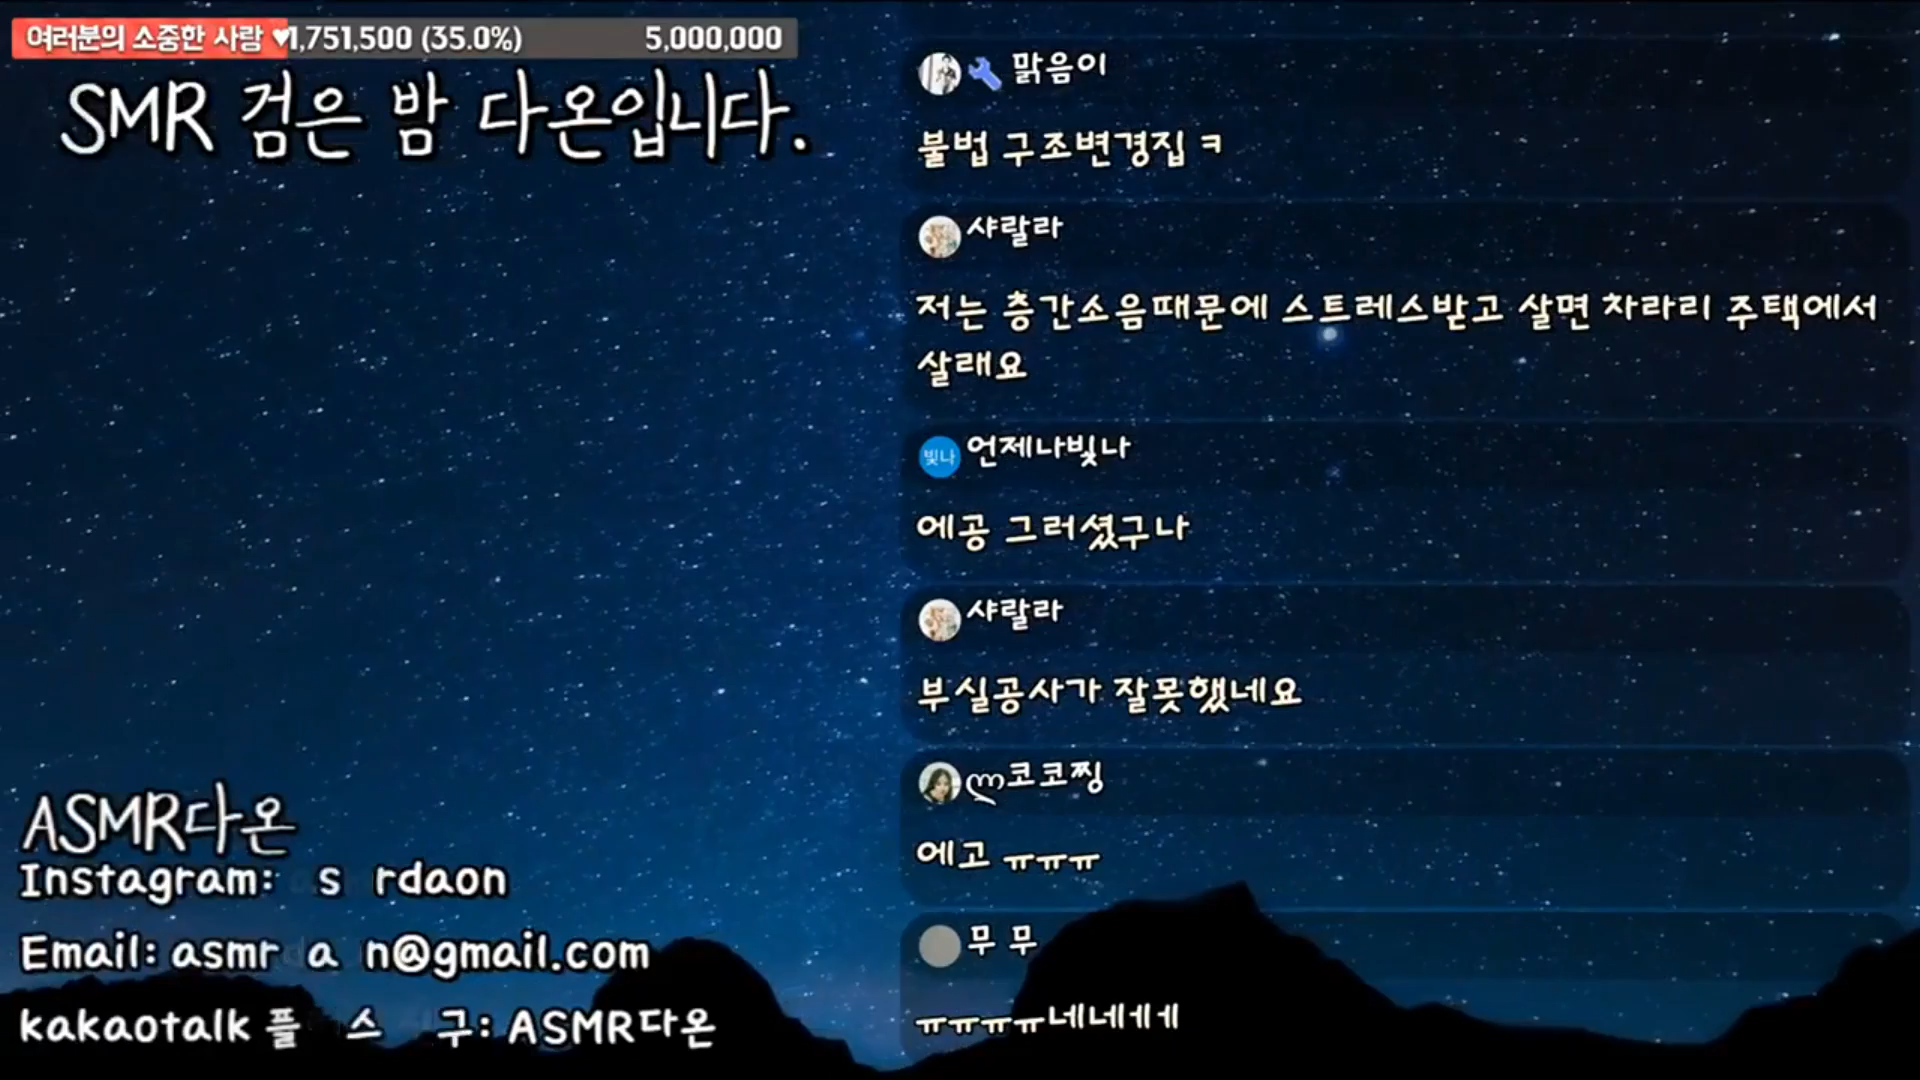 여러분의 소중한 사람 ♥1,751,500 (35.0%) 5,000,000
SMR 검은 밤 다온입니다.
맑음이
불법 구조변경집 ㅋ
샤랄라
저는 층간소음때문에 스트레스받고 살면 차라리 주택에서
살래요
빛나 언제나빛나
에공 그러셨구나
샤랄라
부실공사가 잘못했네요
ლ코코찡
에고 ㅠㅠㅠ
무 무
ㅠㅠㅠㅠ네네네네
ASMR다온
Instagram: s rdaon
Email: asmr a n@gmail.com
kakaotalk 플 스 구: ASMR다온